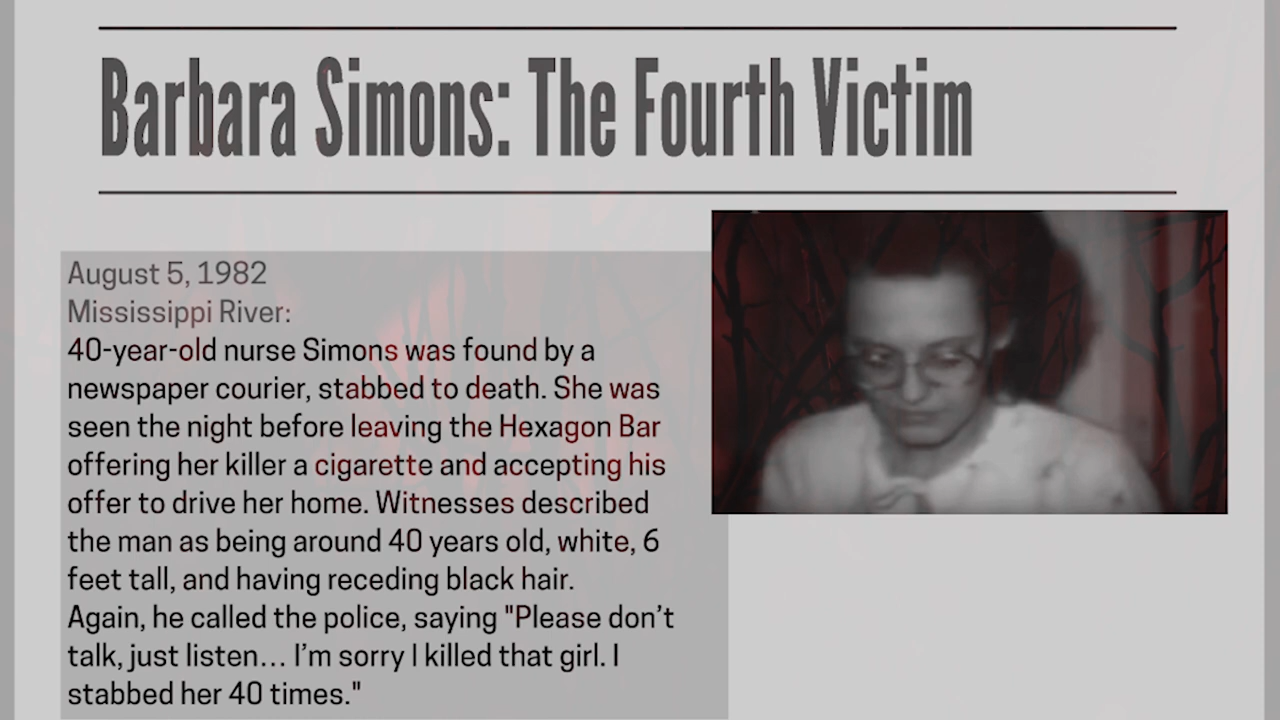 Barbara Simons: The Fourth Victim
August 5, 1982
Mississippi River:
40-year-old nurse Simons was found by a
newspaper courier, stabbed to death. She was
seen the night before leaving the Hexagon Bar
offering her killer a cigarette and accepting his
offer to drive her home. Witnesses described
the man as being around 40 years old, white, 6
feet tall, and having receding black hair.
Again, he called the police, saying "Please don’t
talk, just listen… I’m sorry I killed that girl. I
stabbed her 40 times."